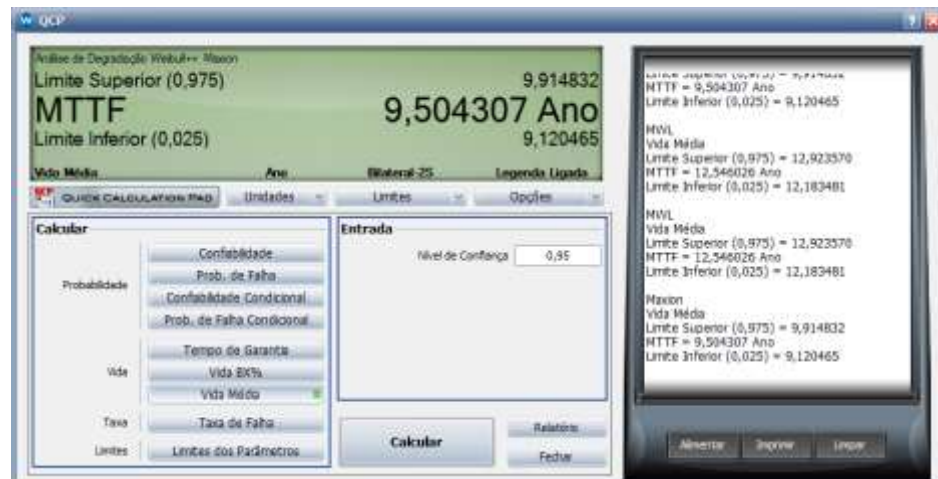 QCP
Análise de Degradação Weibull++ Maxion
Limite Superior (0,975) 9,914832
MTTF 9,504307 Ano
Limite Inferior (0,025) 9,120465
Vida Média Ano Bilateral-2S Legenda Ligada
QUICK CALCULATION PAD Unidades Limites Opções
Calcular
Probabilidade
Confiabilidade
Prob. de Falha
Confiabilidade Condicional
Prob. de Falha Condicional
Vida
Tempo de Garantia
Vida BX%
Vida Média
Taxa
Taxa de Falha
Limites
Limites dos Parâmetros
Entrada
Nível de Confiança 0,95
Calcular
Relatório
Fechar
Limite Superior (0,975) = 9,914832
MTTF = 9,504307 Ano
Limite Inferior (0,025) = 9,120465
MWL
Vida Média
Limite Superior (0,975) = 12,923570
MTTF = 12,546026 Ano
Limite Inferior (0,025) = 12,183481
MWL
Vida Média
Limite Superior (0,975) = 12,923570
MTTF = 12,546026 Ano
Limite Inferior (0,025) = 12,183481
Maxion
Vida Média
Limite Superior (0,975) = 9,914832
MTTF = 9,504307 Ano
Limite Inferior (0,025) = 9,120465
Alimentar Imprimir Limpar